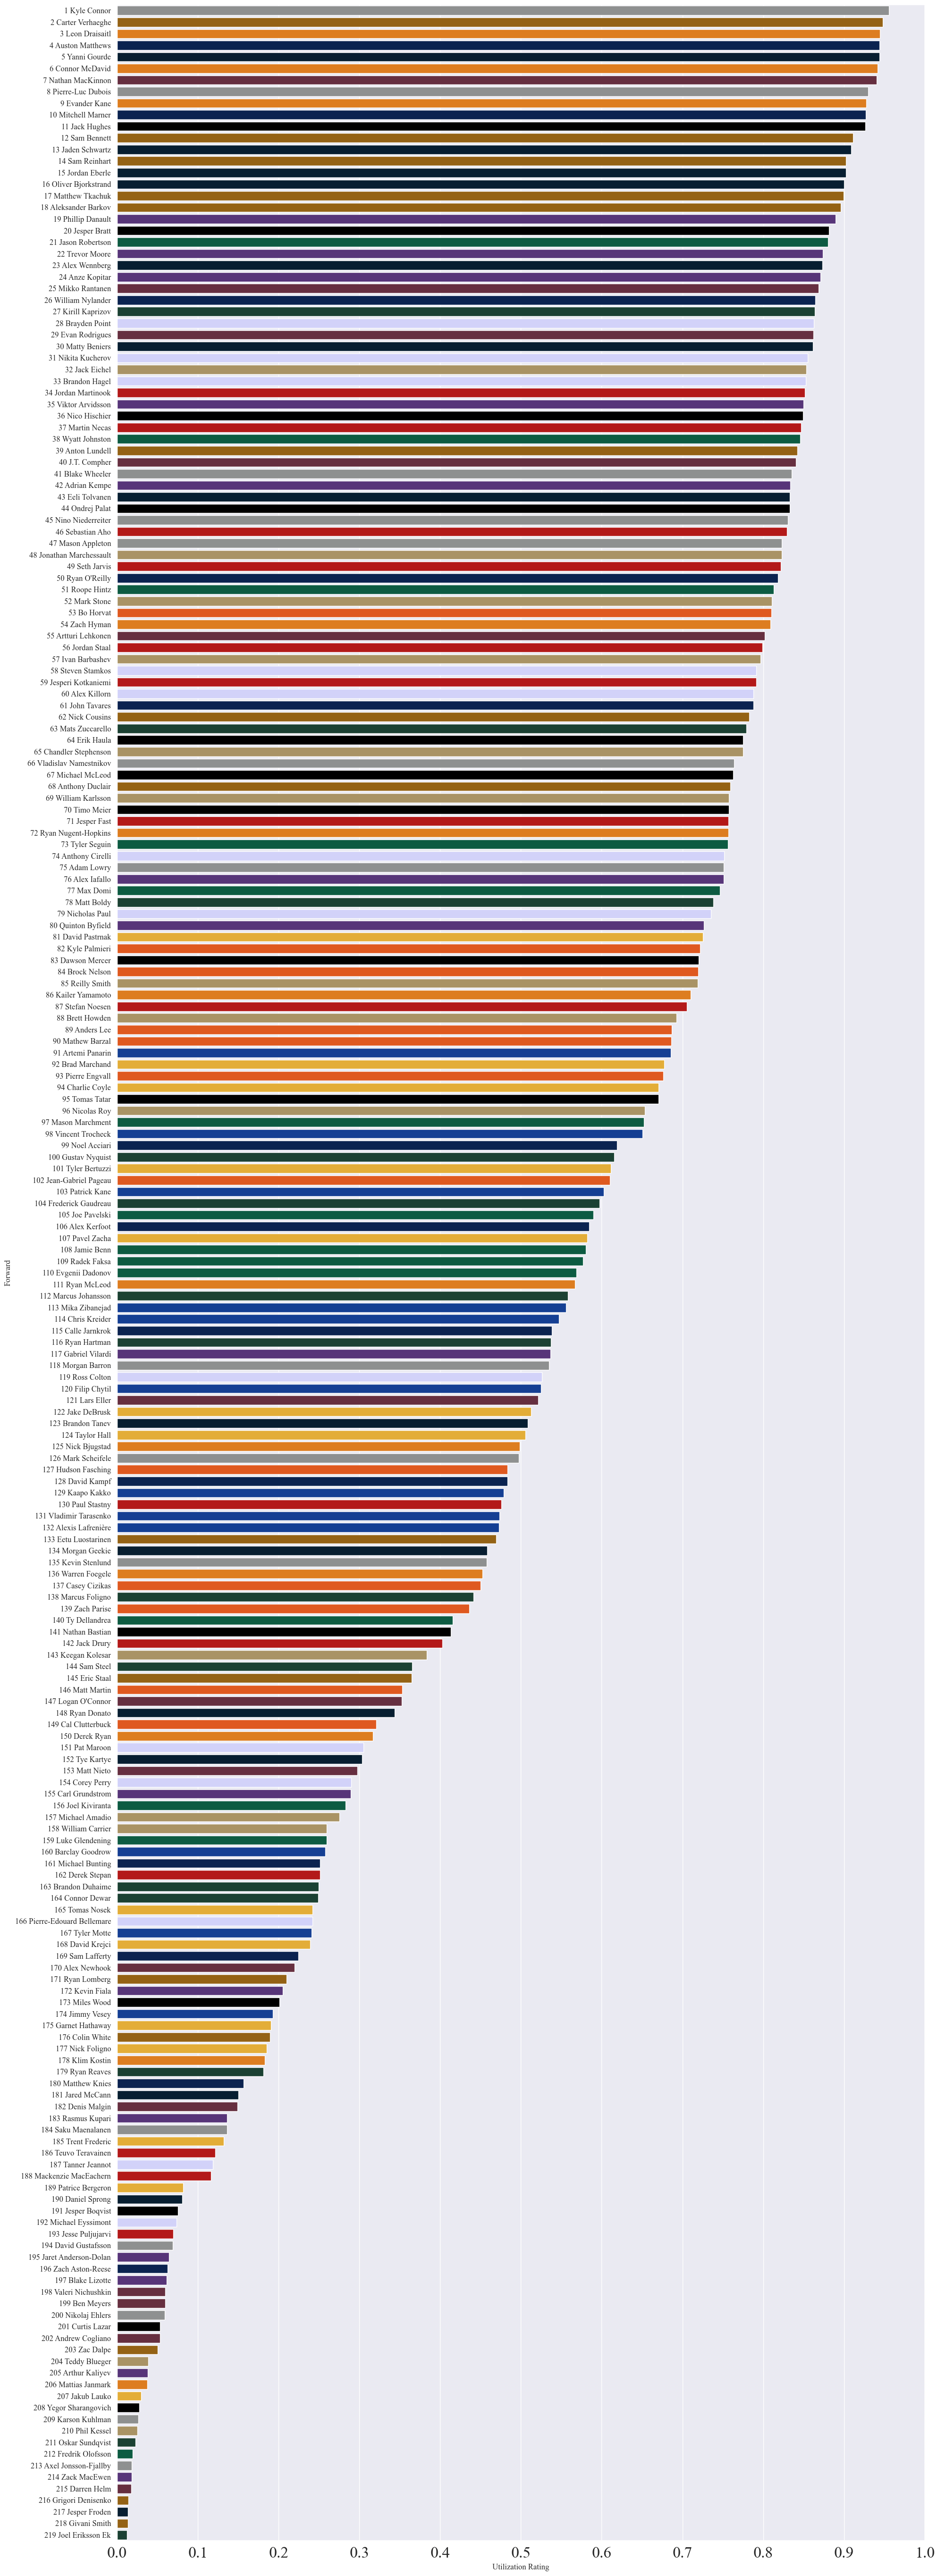 1 Kyle Connor
2 Carter Verhaeghe
3 Leon Draisaitl
4 Auston Matthews
5 Yanni Gourde
6 Connor McDavid
7 Nathan MacKinnon
8 Pierre-Luc Dubois
9 Evander Kane
10 Mitchell Marner
11 Jack Hughes
12 Sam Bennett
13 Jaden Schwartz
14 Sam Reinhart
15 Jordan Eberle
16 Oliver Bjorkstrand
17 Matthew Tkachuk
18 Aleksander Barkov
19 Phillip Danault
20 Jesper Bratt
21 Jason Robertson
22 Trevor Moore
23 Alex Wennberg
24 Anze Kopitar
25 Mikko Rantanen
26 William Nylander
27 Kirill Kaprizov
28 Brayden Point
29 Evan Rodrigues
30 Matty Beniers
31 Nikita Kucherov
32 Jack Eichel
33 Brandon Hagel
34 Jordan Martinook
35 Viktor Arvidsson
36 Nico Hischier
37 Martin Necas
38 Wyatt Johnston
39 Anton Lundell
40 J.T. Compher
41 Blake Wheeler
42 Adrian Kempe
43 Eeli Tolvanen
44 Ondrej Palat
45 Nino Niederreiter
46 Sebastian Aho
47 Mason Appleton
48 Jonathan Marchessault
49 Seth Jarvis
50 Ryan O'Reilly
51 Roope Hintz
52 Mark Stone
53 Bo Horvat
54 Zach Hyman
55 Artturi Lehkonen
56 Jordan Staal
57 Ivan Barbashev
58 Steven Stamkos
59 Jesperi Kotkaniemi
60 Alex Killorn
61 John Tavares
62 Nick Cousins
63 Mats Zuccarello
64 Erik Haula
65 Chandler Stephenson
66 Vladislav Namestnikov
67 Michael McLeod
68 Anthony Duclair
69 William Karlsson
70 Timo Meier
71 Jesper Fast
72 Ryan Nugent-Hopkins
73 Tyler Seguin
74 Anthony Cirelli
75 Adam Lowry
76 Alex Iafallo
77 Max Domi
78 Matt Boldy
79 Nicholas Paul
80 Quinton Byfield
81 David Pastrnak
82 Kyle Palmieri
83 Dawson Mercer
84 Brock Nelson
85 Reilly Smith
86 Kailer Yamamoto
87 Stefan Noesen
88 Brett Howden
89 Anders Lee
90 Mathew Barzal
91 Artemi Panarin
92 Brad Marchand
93 Pierre Engvall
94 Charlie Coyle
95 Tomas Tatar
96 Nicolas Roy
97 Mason Marchment
98 Vincent Trocheck
99 Noel Acciari
100 Gustav Nyquist
101 Tyler Bertuzzi
102 Jean-Gabriel Pageau
103 Patrick Kane
104 Frederick Gaudreau
105 Joe Pavelski
106 Alex Kerfoot
107 Pavel Zacha
108 Jamie Benn
109 Radek Faksa
110 Evgenii Dadonov
111 Ryan McLeod
112 Marcus Johansson
113 Mika Zibanejad
114 Chris Kreider
115 Calle Jarnkrok
116 Ryan Hartman
117 Gabriel Vilardi
118 Morgan Barron
119 Ross Colton
120 Filip Chytil
121 Lars Eller
122 Jake DeBrusk
123 Brandon Tanev
124 Taylor Hall
125 Nick Bjugstad
126 Mark Scheifele
127 Hudson Fasching
128 David Kampf
129 Kaapo Kakko
130 Paul Stastny
131 Vladimir Tarasenko
132 Alexis Lafrenière
133 Eetu Luostarinen
134 Morgan Geekie
135 Kevin Stenlund
136 Warren Foegele
137 Casey Cizikas
138 Marcus Foligno
139 Zach Parise
140 Ty Dellandrea
141 Nathan Bastian
142 Jack Drury
143 Keegan Kolesar
144 Sam Steel
145 Eric Staal
146 Matt Martin
147 Logan O'Connor
148 Ryan Donato
149 Cal Clutterbuck
150 Derek Ryan
151 Pat Maroon
152 Tye Kartye
153 Matt Nieto
154 Corey Perry
155 Carl Grundstrom
156 Joel Kiviranta
157 Michael Amadio
158 William Carrier
159 Luke Glendening
160 Barclay Goodrow
161 Michael Bunting
162 Derek Stepan
163 Brandon Duhaime
164 Connor Dewar
165 Tomas Nosek
166 Pierre-Edouard Bellemare
167 Tyler Motte
168 David Krejci
169 Sam Lafferty
170 Alex Newhook
171 Ryan Lomberg
172 Kevin Fiala
173 Miles Wood
174 Jimmy Vesey
175 Garnet Hathaway
176 Colin White
177 Nick Foligno
178 Klim Kostin
179 Ryan Reaves
180 Matthew Knies
181 Jared McCann
182 Denis Malgin
183 Rasmus Kupari
184 Saku Maenalanen
185 Trent Frederic
186 Teuvo Teravainen
187 Tanner Jeannot
188 Mackenzie MacEachern
189 Patrice Bergeron
190 Daniel Sprong
191 Jesper Boqvist
192 Michael Eyssimont
193 Jesse Puljujarvi
194 David Gustafsson
195 Jaret Anderson-Dolan
196 Zach Aston-Reese
197 Blake Lizotte
198 Valeri Nichushkin
199 Ben Meyers
200 Nikolaj Ehlers
201 Curtis Lazar
202 Andrew Cogliano
203 Zac Dalpe
204 Teddy Blueger
205 Arthur Kaliyev
206 Mattias Janmark
207 Jakub Lauko
208 Yegor Sharangovich
209 Karson Kuhlman
210 Phil Kessel
211 Oskar Sundqvist
212 Fredrik Olofsson
213 Axel Jonsson-Fjallby
214 Zack MacEwen
215 Darren Helm
216 Grigori Denisenko
217 Jesper Froden
218 Givani Smith
219 Joel Eriksson Ek
Forward
0.0 0.1 0.2 0.3 0.4 0.5 0.6 0.7 0.8 0.9 1.0
Utilization Rating